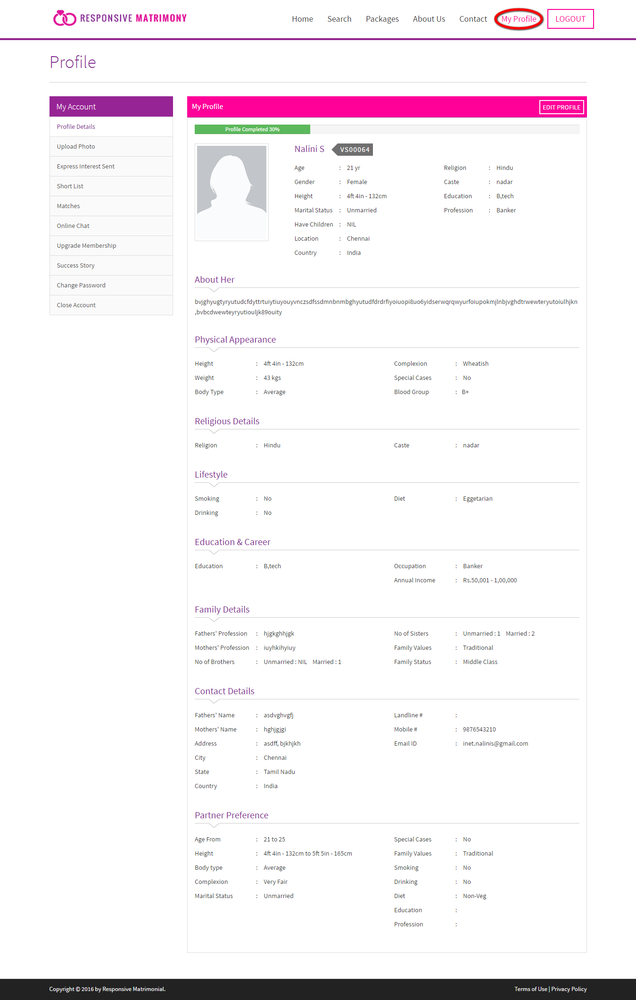 RESPONSIVE MATRIMONY
Home Search Packages About Us Contact My Profile LOGOUT
Profile
My Account
Profile Details
Upload Photo
Express Interest Sent
Short List
Matches
Online Chat
Upgrade Membership
Success Story
Change Password
Close Account
My Profile EDIT PROFILE
Profile Completed 30%
Nalini S VS00064
Age : 21 yr Religion : Hindu
Gender : Female Caste : nadar
Height : 4ft 4in - 132cm Education : B,tech
Marital Status : Unmarried Profession : Banker
Have Children : NIL
Location : Chennai
Country : India
About Her
bvjghyugtyryutudcfdyttrtuiytiuyouyvnczsdfssdmnbnmbghyutudfdrdrfiyoiuopi8uo6yidserwqrqwyurfoiupokmjlnbjvghdtrwewteryutoiulhjkn
,bvbcdwewteyryutiouljk89ouity
Physical Appearance
Height : 4ft 4in - 132cm Complexion : Wheatish
Weight : 43 kgs Special Cases : No
Body Type : Average Blood Group : B+
Religious Details
Religion : Hindu Caste : nadar
Lifestyle
Smoking : No Diet : Eggetarian
Drinking : No
Education & Career
Education : B,tech Occupation : Banker
Annual Income : Rs.50,001 - 1,00,000
Family Details
Fathers' Profession : hjgkghhjgk No of Sisters : Unmarried : 1 Married : 2
Mothers' Profession : iuyhkihyiuy Family Values : Traditional
No of Brothers : Unmarried : NIL Married : 1 Family Status : Middle Class
Contact Details
Fathers' Name : asdvghvgfj Landline # :
Mothers' Name : hghjgjgi Mobile # : 9876543210
Address : asdff, bjkhjkh Email ID : inet.nalinis@gmail.com
City : Chennai
State : Tamil Nadu
Country : India
Partner Preference
Age From : 21 to 25 Special Cases : No
Height : 4ft 4in - 132cm to 5ft 5in - 165cm Family Values : Traditional
Body type : Average Smoking : No
Complexion : Very Fair Drinking : No
Marital Status : Unmarried Diet : Non-Veg
Education :
Profession :
Copyright © 2016 by Responsive Matrimonial. Terms of Use | Privacy Policy